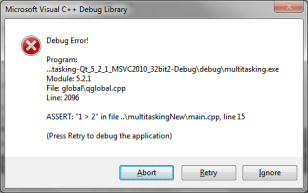 Microsoft Visual C++ Debug Library
Debug Error!
Program:
...tasking-Qt_5_2_1_MSVC2010_32bit2-Debug\debug\multitasking.exe
Module: 5.2.1
File: global\qglobal.cpp
Line: 2096
ASSERT: "1 > 2" in file ..\multitaskingNew\main.cpp, line 15
(Press Retry to debug the application)
Abort
Retry
Ignore